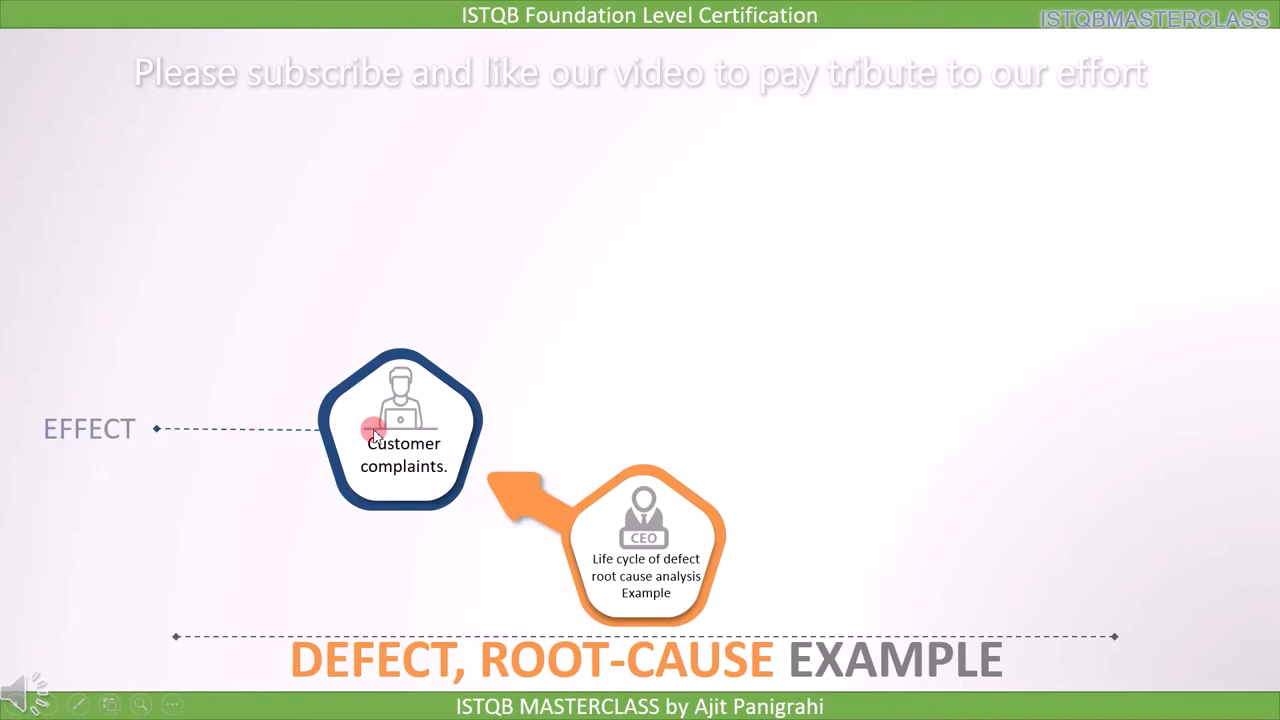 ISTQB Foundation Level Certification
ISTQBMASTERCLASS
Please subscribe and like our video to pay tribute to our effort
EFFECT
Customer
complaints.
CEO
Life cycle of defect
root cause analysis
Example
DEFECT, ROOT-CAUSE EXAMPLE
ISTQB MASTERCLASS by Ajit Panigrahi